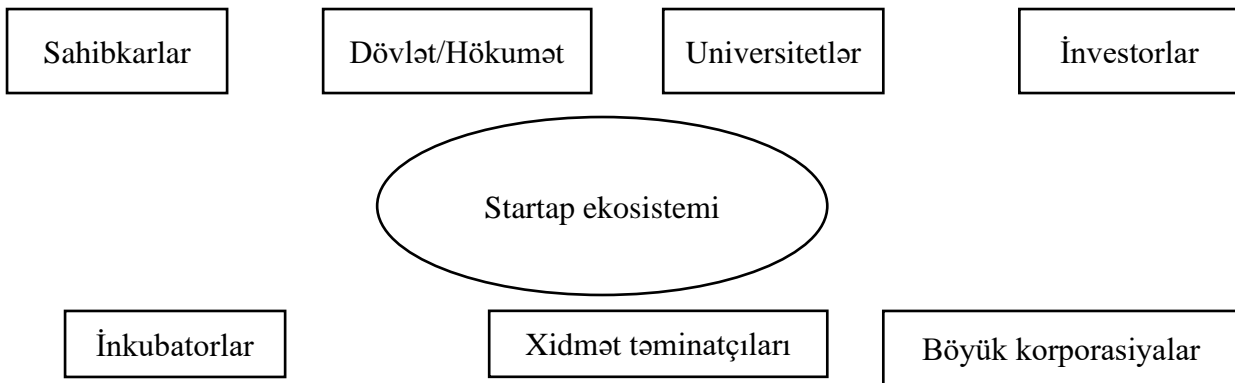 Sahibkarlar
Dövlət/Hökumət
Universitetlər
İnvestorlar
Startap ekosistemi
İnkubatorlar
Xidmət təminatçıları
Böyük korporasiyalar